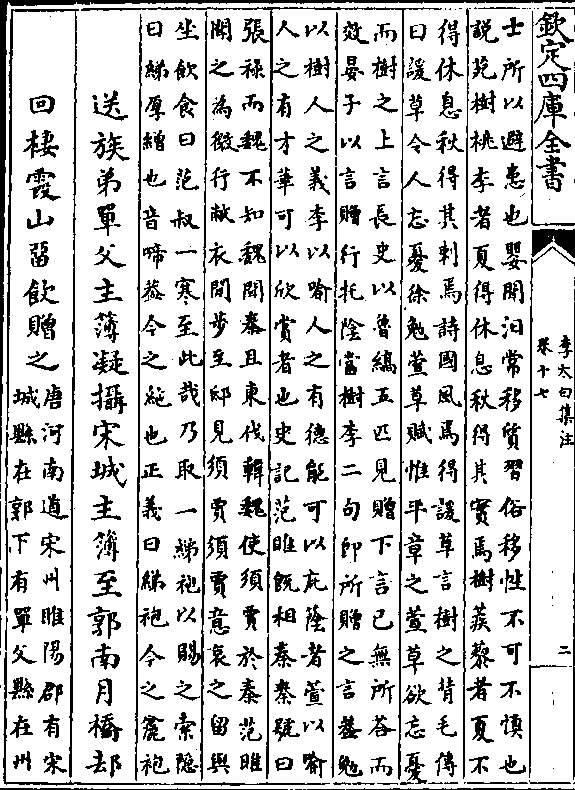 欽定四庫全書
李太白集注
卷十七
二
士所以避患也嬰聞汩常移質習俗移性不可不慎也
說苑樹桃李者夏得休息秋得其實焉樹蒺藜者夏不
得休息秋得其刺焉詩國風焉得諼草言樹之背毛傳
曰諼草令人忘憂徐勉萱草賦惟平章之萱草欲忘憂
而樹之上言長史以魯縞五匹見贈下言已無所答而
效晏子以言贈行托陰當樹李二句即所贈之言蓋勉
以樹人之義李以喻人之有德能可以庇蔭者萱以喻
人之有才華可以欣賞者也史記范睢既相秦秦號曰
張祿而魏不知魏聞秦且東伐韓魏使須賈於秦范睢
聞之為微行敝衣間步至邸見須賈須賈意哀之留與
坐飲食曰范叔一寒至此哉乃取一綈袍以賜之索隱
曰綈厚繒也音啼蓋今之絁也正義曰綈袍今之麤袍
送族弟單父主簿凝攝宋城主簿至郭南月橋却
回棲霞山留飲贈之
唐河南道宋州睢陽郡有宋
城縣在郭下有單父縣在州